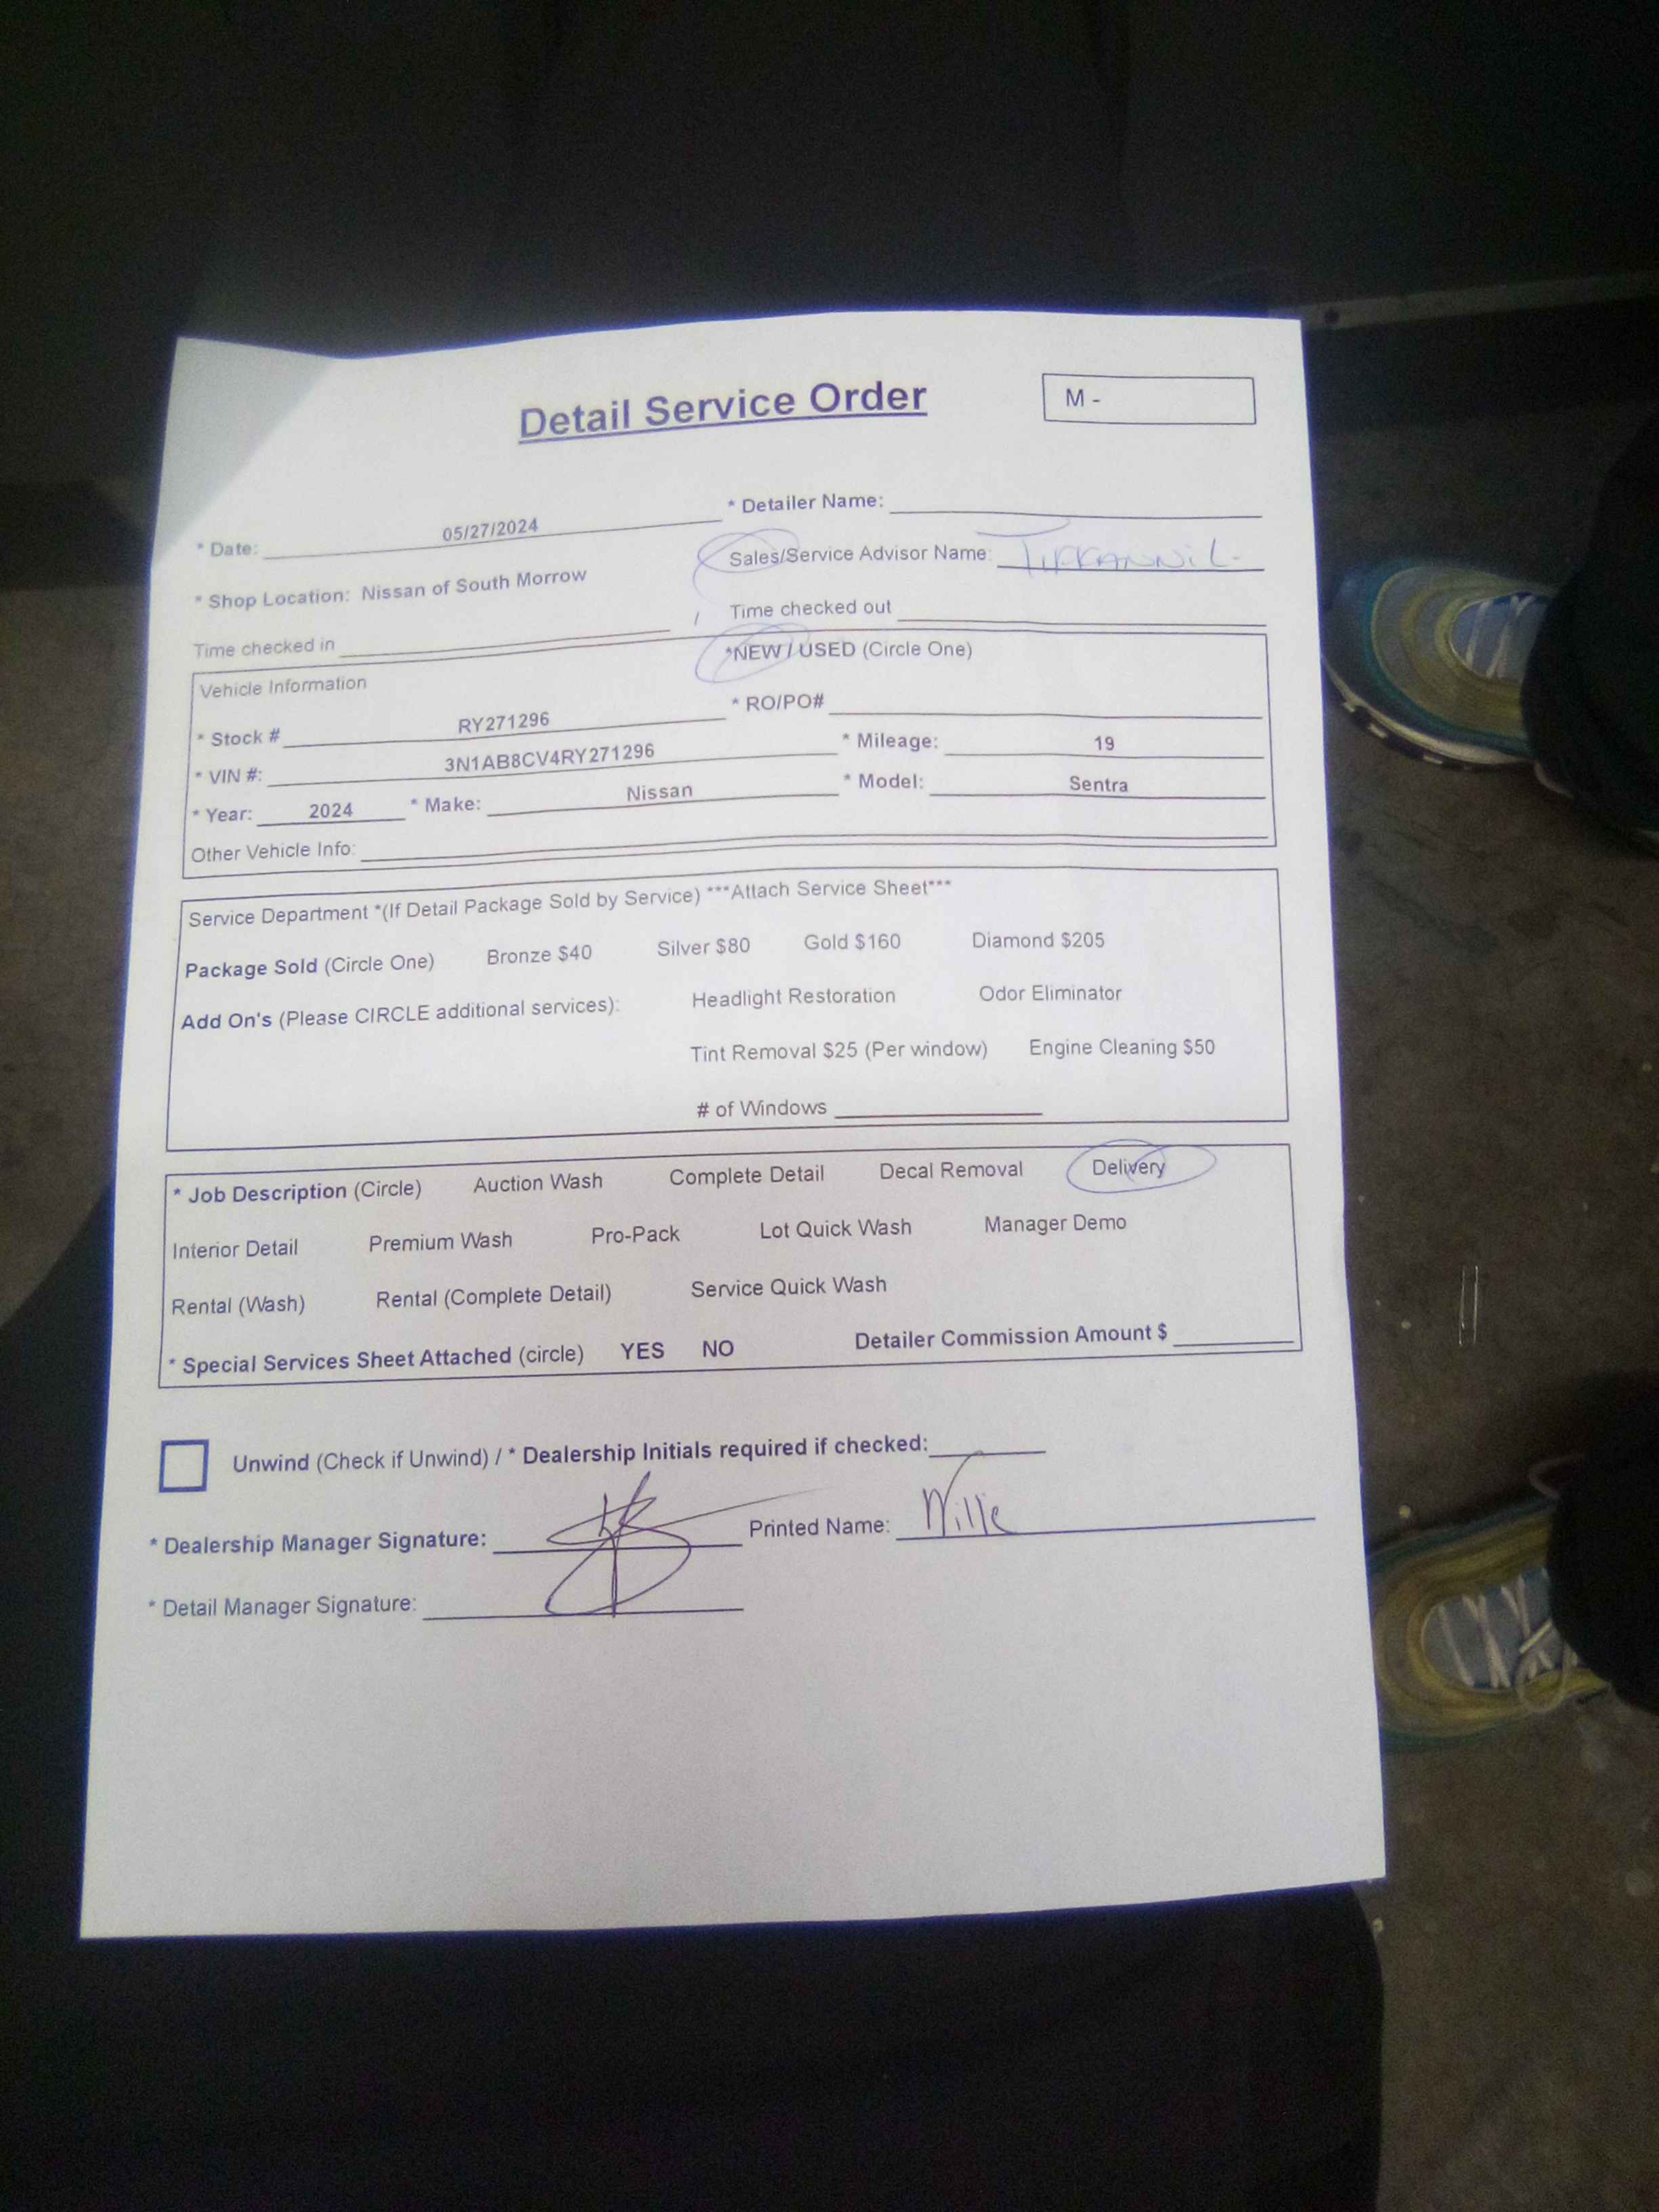 Detail Service Order
M -
* Date: 05/27/2024 * Detailer Name:
* Shop Location: Nissan of South Morrow Sales/Service Advisor Name:
Time checked in / Time checked out
Vehicle Information *NEW / USED (Circle One)
* Stock # RY271296 * RO/PO#
* VIN #: 3N1AB8CV4RY271296 * Mileage: 19
* Year: 2024 * Make: Nissan * Model: Sentra
Other Vehicle Info:
Service Department *(If Detail Package Sold by Service) ***Attach Service Sheet***
Package Sold (Circle One) Bronze $40 Silver $80 Gold $160 Diamond $205
Add On's (Please CIRCLE additional services): Headlight Restoration Odor Eliminator
Tint Removal $25 (Per window) Engine Cleaning $50
# of Windows
* Job Description (Circle) Auction Wash Complete Detail Decal Removal Delivery
Interior Detail Premium Wash Pro-Pack Lot Quick Wash Manager Demo
Rental (Wash) Rental (Complete Detail) Service Quick Wash
* Special Services Sheet Attached (circle) YES NO Detailer Commission Amount $
Unwind (Check if Unwind) / * Dealership Initials required if checked:
* Dealership Manager Signature: Printed Name: Willie
* Detail Manager Signature: